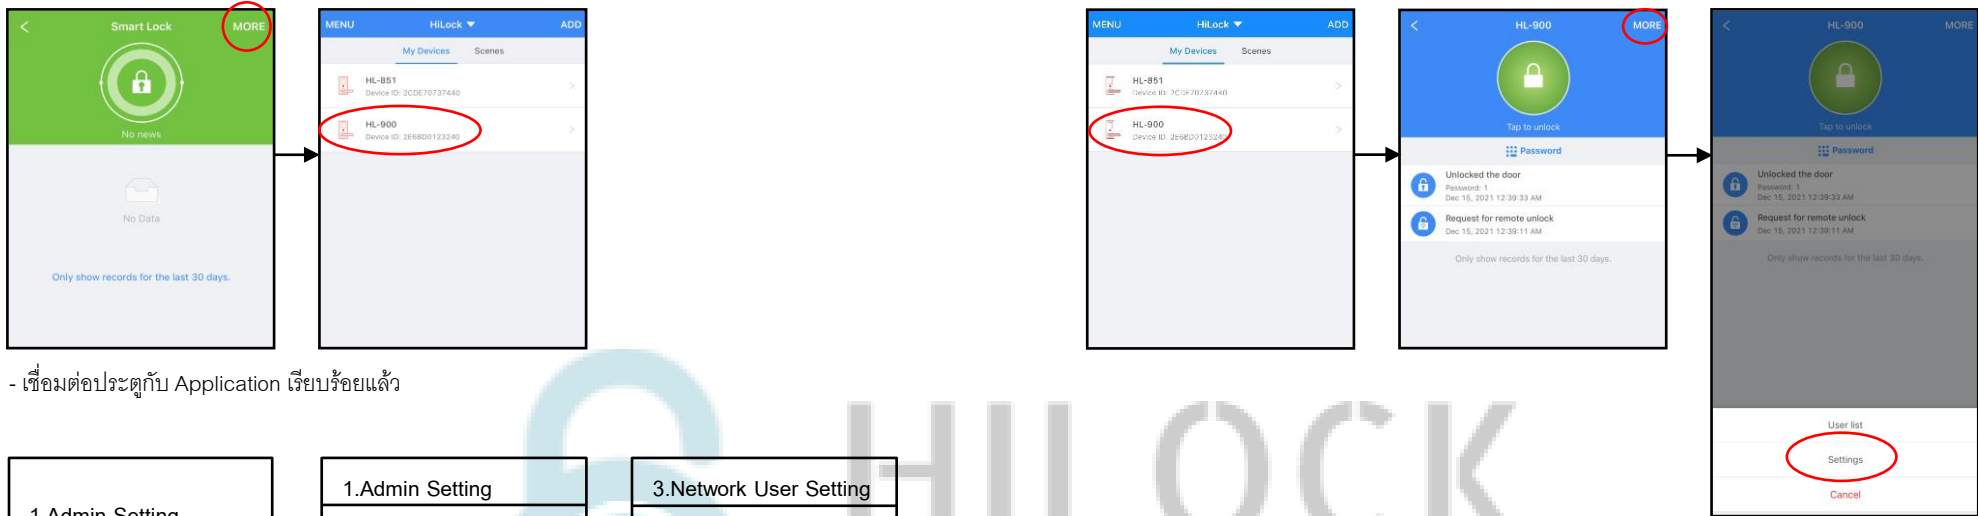 < Smart Lock MORE
No news
No Data
Only show records for the last 30 days.
MENU HiLock ▼ ADD
My Devices Scenes
HL-851
Device ID: 2CDE70737440
HL-900
Device ID: 2E68D0123240
MENU HiLock ▼ ADD
My Devices Scenes
HL-851
Device ID: 2CDE70737440
HL-900
Device ID: 2E68D0123240
< HL-900 MORE
Tap to unlock
Password
Unlocked the door
Password: 1
Dec 15, 2021 12:39:33 AM
Request for remote unlock
Dec 15, 2021 12:39:11 AM
Only show records for the last 30 days.
< HL-900 MORE
Tap to unlock
Password
Unlocked the door
Password: 1
Dec 15, 2021 12:39:33 AM
Request for remote unlock
Dec 15, 2021 12:39:11 AM
Only show records for the last 30 days.
User list
Settings
Cancel
- เชื่อมต่อประตูกับ Application เรียบร้อยแล้ว
HILOCK
1.Admin Setting
1.Admin Setting
3.Network User Setting